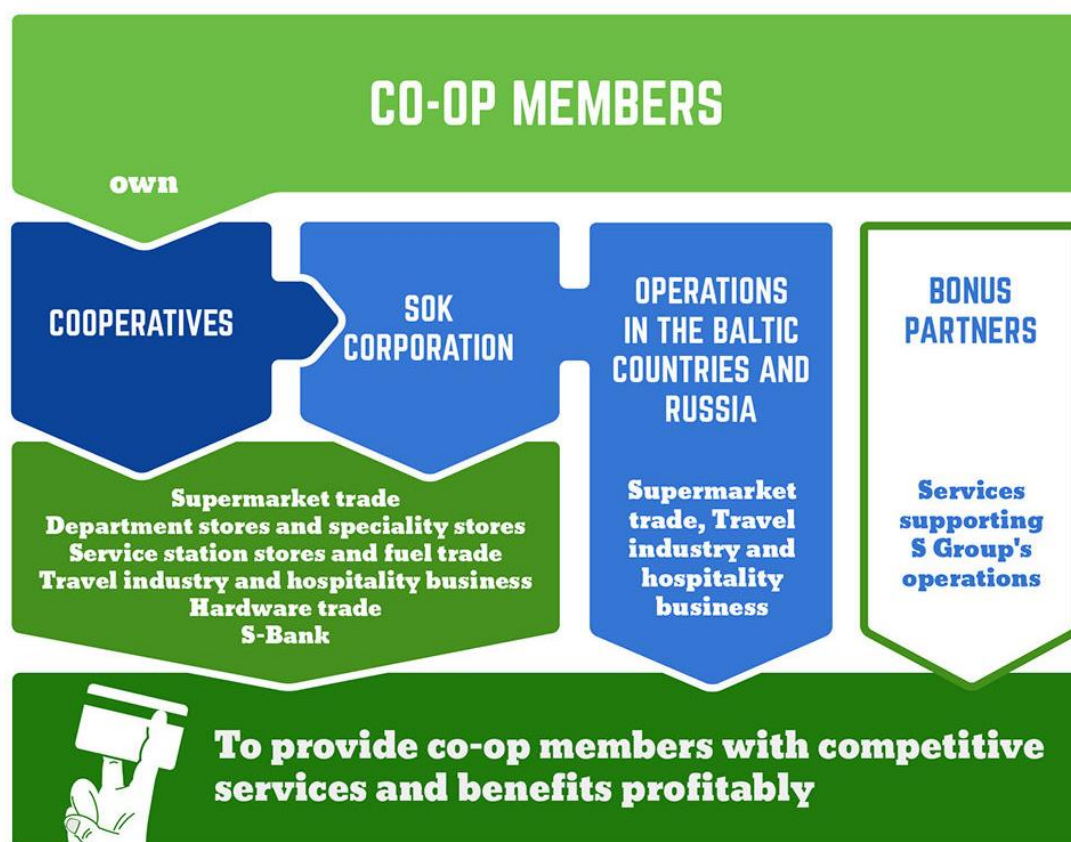 CO-OP MEMBERS
own
COOPERATIVES
SOK
CORPORATION
OPERATIONS
IN THE BALTIC
COUNTRIES AND
RUSSIA
BONUS
PARTNERS
Supermarket trade
Department stores and speciality stores
Service station stores and fuel trade
Travel industry and hospitality business
Hardware trade
S-Bank
Supermarket
trade, Travel
industry and
hospitality
business
Services
supporting
S Group's
operations
To provide co-op members with competitive
services and benefits profitably